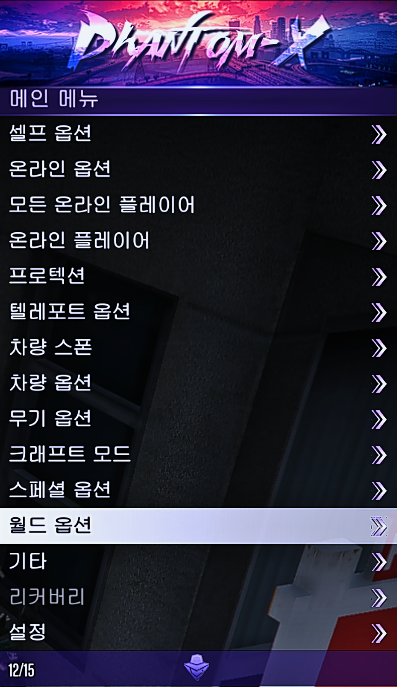 PHANTOM-X
메인 메뉴
셀프 옵션
온라인 옵션
모든 온라인 플레이어
온라인 플레이어
프로텍션
텔레포트 옵션
차량 스폰
차량 옵션
무기 옵션
크래프트 모드
스페셜 옵션
월드 옵션
기타
리커버리
설정
12/15